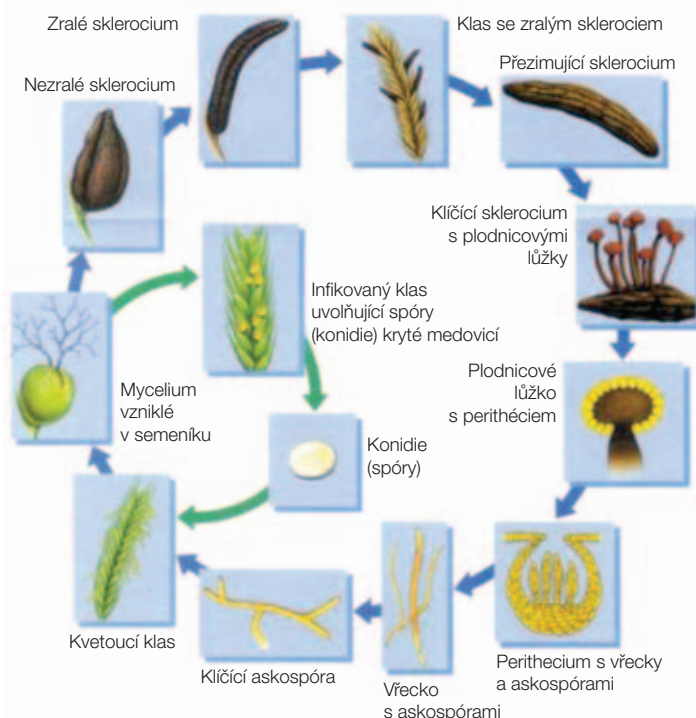 Zralé sklerocium
Klas se zralým sklerociem
Přezimující sklerocium
Nezralé sklerocium
Klíčící sklerocium
s plodnicovými
lůžky
Infikovaný klas
uvolňující spóry
(konidie) kryté medovicí
Plodnicové
lůžko
s perithéciem
Mycelium
vzniklé
v semeníku
Konidie
(spóry)
Kvetoucí klas
Klíčící askospóra
Vřecko
s askospórami
Perithecium s vřecky
a askospórami